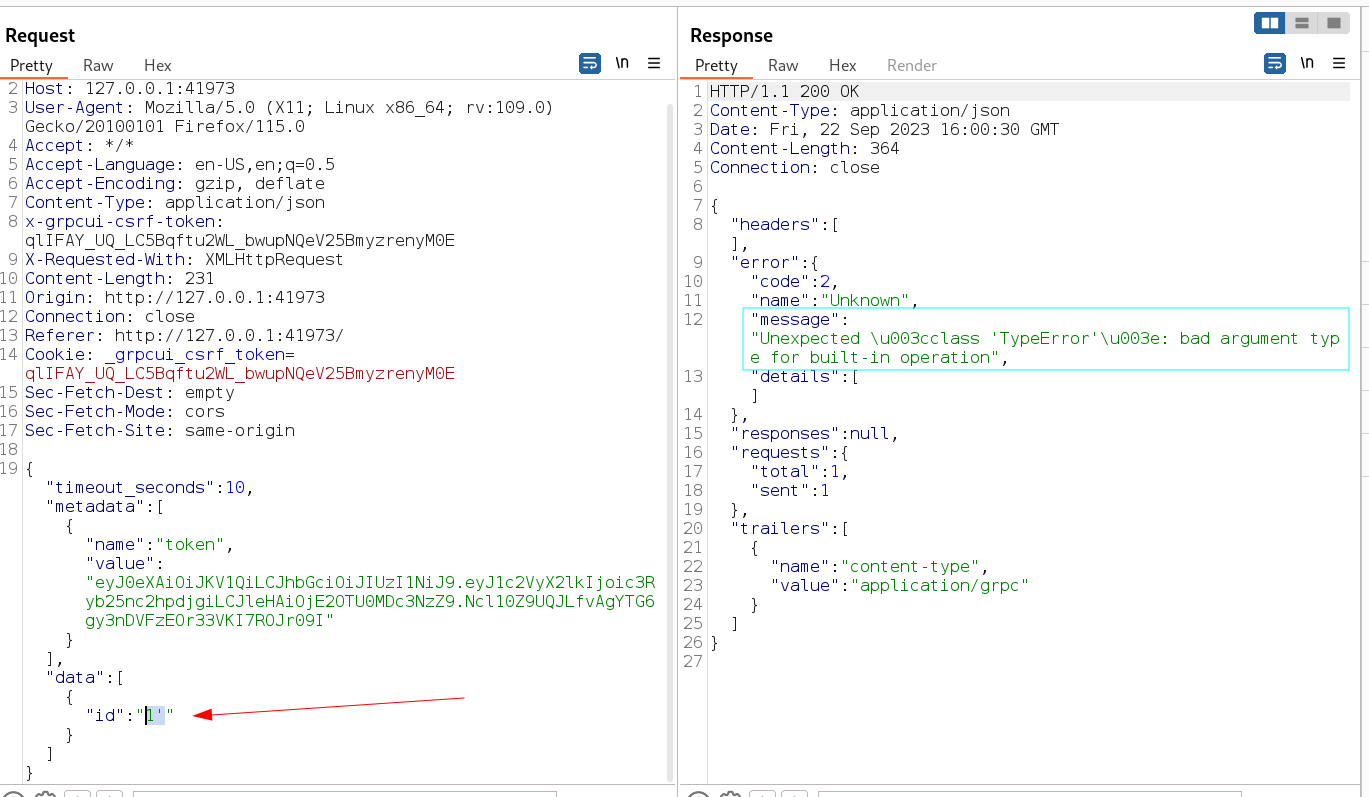 Request
Pretty Raw Hex
\n
2 Host: 127.0.0.1:41973
3 User-Agent: Mozilla/5.0 (X11; Linux x86_64; rv:109.0)
Gecko/20100101 Firefox/115.0
4 Accept: */*
5 Accept-Language: en-US,en;q=0.5
6 Accept-Encoding: gzip, deflate
7 Content-Type: application/json
8 x-grpcui-csrf-token:
qlIFAY_UQ_LC5Bqftu2WL_bwupNQeV25BmyzrenyM0E
9 X-Requested-With: XMLHttpRequest
10 Content-Length: 231
11 Origin: http://127.0.0.1:41973
12 Connection: close
13 Referer: http://127.0.0.1:41973/
14 Cookie: _grpcui_csrf_token=
qlIFAY_UQ_LC5Bqftu2WL_bwupNQeV25BmyzrenyM0E
15 Sec-Fetch-Dest: empty
16 Sec-Fetch-Mode: cors
17 Sec-Fetch-Site: same-origin
18
19 {
"timeout_seconds":10,
"metadata":[
{
"name":"token",
"value":
"eyJ0eXAiOiJKV1QiLCJhbGciOiJIUzI1NiJ9.eyJ1c2VyX2lkIjoic3R
yb25nc2hpdjgiLCJleHAiOjE2OTU0MDc3NzZ9.Ncl10Z9UQJLfvAgYTG6
gy3nDVFzEOr33VKI7ROJr09I"
}
],
"data":[
{
"id":"1'"
}
]
}
Response
Pretty Raw Hex Render
\n
1 HTTP/1.1 200 OK
2 Content-Type: application/json
3 Date: Fri, 22 Sep 2023 16:00:30 GMT
4 Content-Length: 364
5 Connection: close
6
7 {
8 "headers":[
],
9 "error":{
10 "code":2,
11 "name":"Unknown",
12 "message":
"Unexpected \u003cclass 'TypeError'\u003e: bad argument typ
e for built-in operation",
13 "details":[
]
14 },
15 "responses":null,
16 "requests":{
17 "total":1,
18 "sent":1
19 },
20 "trailers":[
21 {
22 "name":"content-type",
23 "value":"application/grpc"
24 }
25 ]
26 }
27